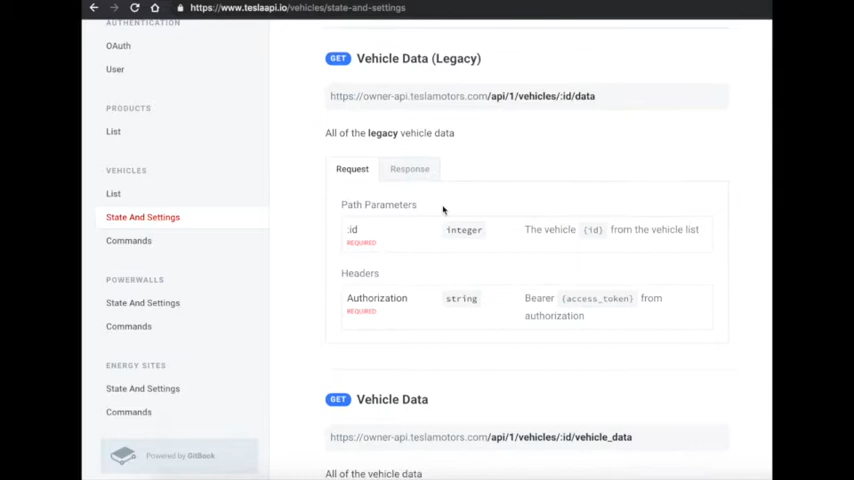 https://www.teslaapi.io/vehicles/state-and-settings
AUTHENTICATION
OAuth
User
PRODUCTS
List
VEHICLES
List
State And Settings
Commands
POWERWALLS
State And Settings
Commands
ENERGY SITES
State And Settings
Commands
Powered by GitBook
GET Vehicle Data (Legacy)
https://owner-api.teslamotors.com/api/1/vehicles/:id/data
All of the legacy vehicle data
Request Response
Path Parameters
:id integer The vehicle {id} from the vehicle list
REQUIRED
Headers
Authorization string Bearer {access_token} from
REQUIRED authorization
GET Vehicle Data
https://owner-api.teslamotors.com/api/1/vehicles/:id/vehicle_data
All of the vehicle data